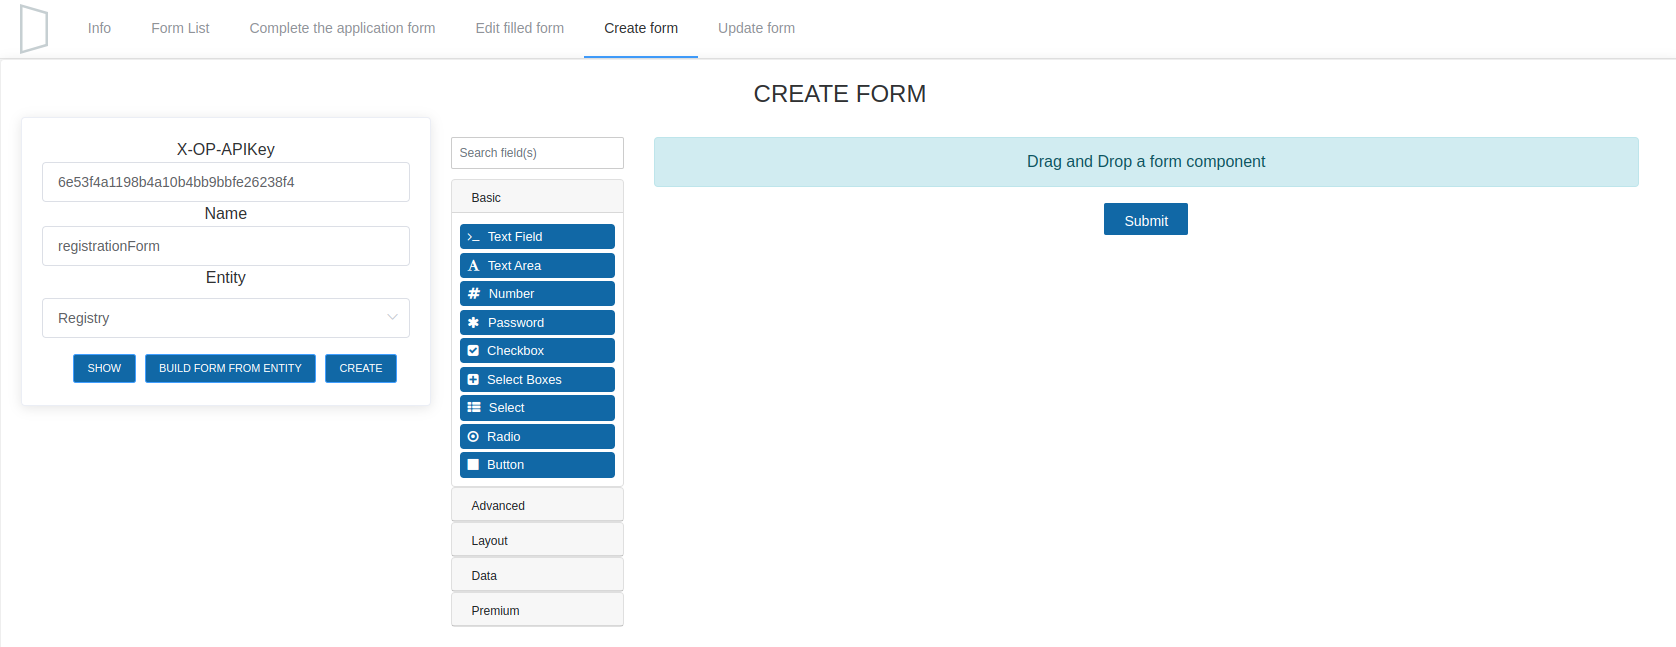 Info
Form List
Complete the application form
Edit filled form
Create form
Update form
CREATE FORM
X-OP-APIKey
6e53f4a1198b4a10b4bb9bbfe26238f4
Name
registrationForm
Entity
Registry
SHOW
BUILD FORM FROM ENTITY
CREATE
Search field(s)
Basic
Text Field
Text Area
Number
Password
Checkbox
Select Boxes
Select
Radio
Button
Advanced
Layout
Data
Premium
Drag and Drop a form component
Submit